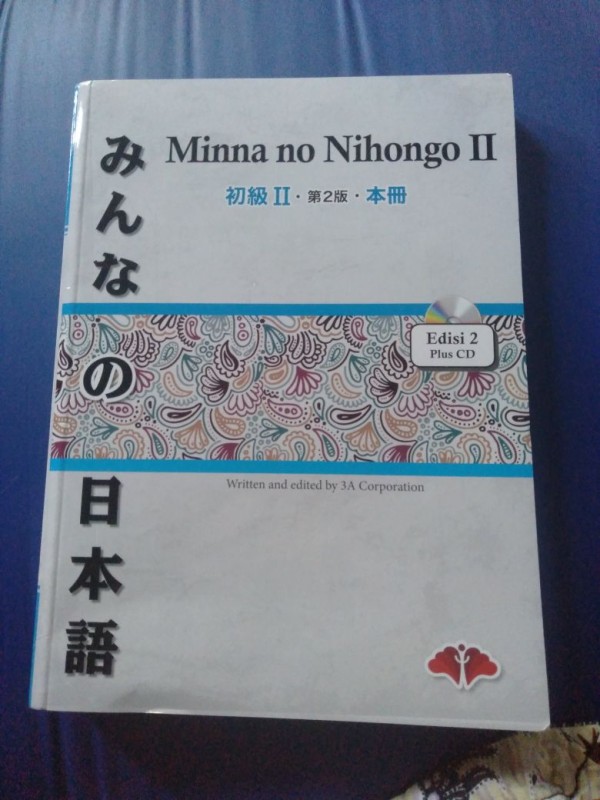 みんなの日本語
Minna no Nihongo II
初級 II・第2版・本冊
Edisi 2
Plus CD
Written and edited by 3A Corporation